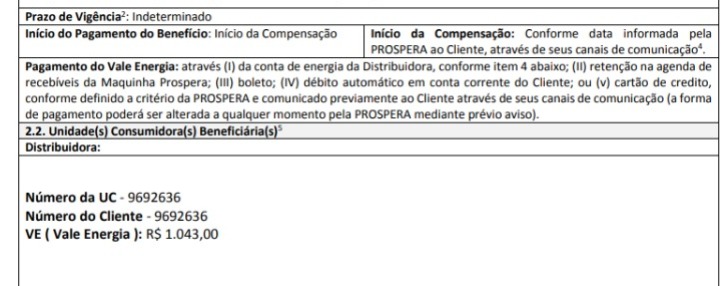 Prazo de Vigência²: Indeterminado
Início do Pagamento do Benefício: Início da Compensação
Início da Compensação: Conforme data informada pela
PROSPERA ao Cliente, através de seus canais de comunicação⁴.
Pagamento do Vale Energia: através (I) da conta de energia da Distribuidora, conforme item 4 abaixo; (II) retenção na agenda de
recebíveis da Maquinha Prospera; (III) boleto; (IV) débito automático em conta corrente do Cliente; ou (v) cartão de credito,
conforme definido a critério da PROSPERA e comunicado previamente ao Cliente através de seus canais de comunicação (a forma
de pagamento poderá ser alterada a qualquer momento pela PROSPERA mediante prévio aviso).
2.2. Unidade(s) Consumidora(s) Beneficiária(s)⁵
Distribuidora:
Número da UC - 9692636
Número do Cliente - 9692636
VE ( Vale Energia ): R$ 1.043,00